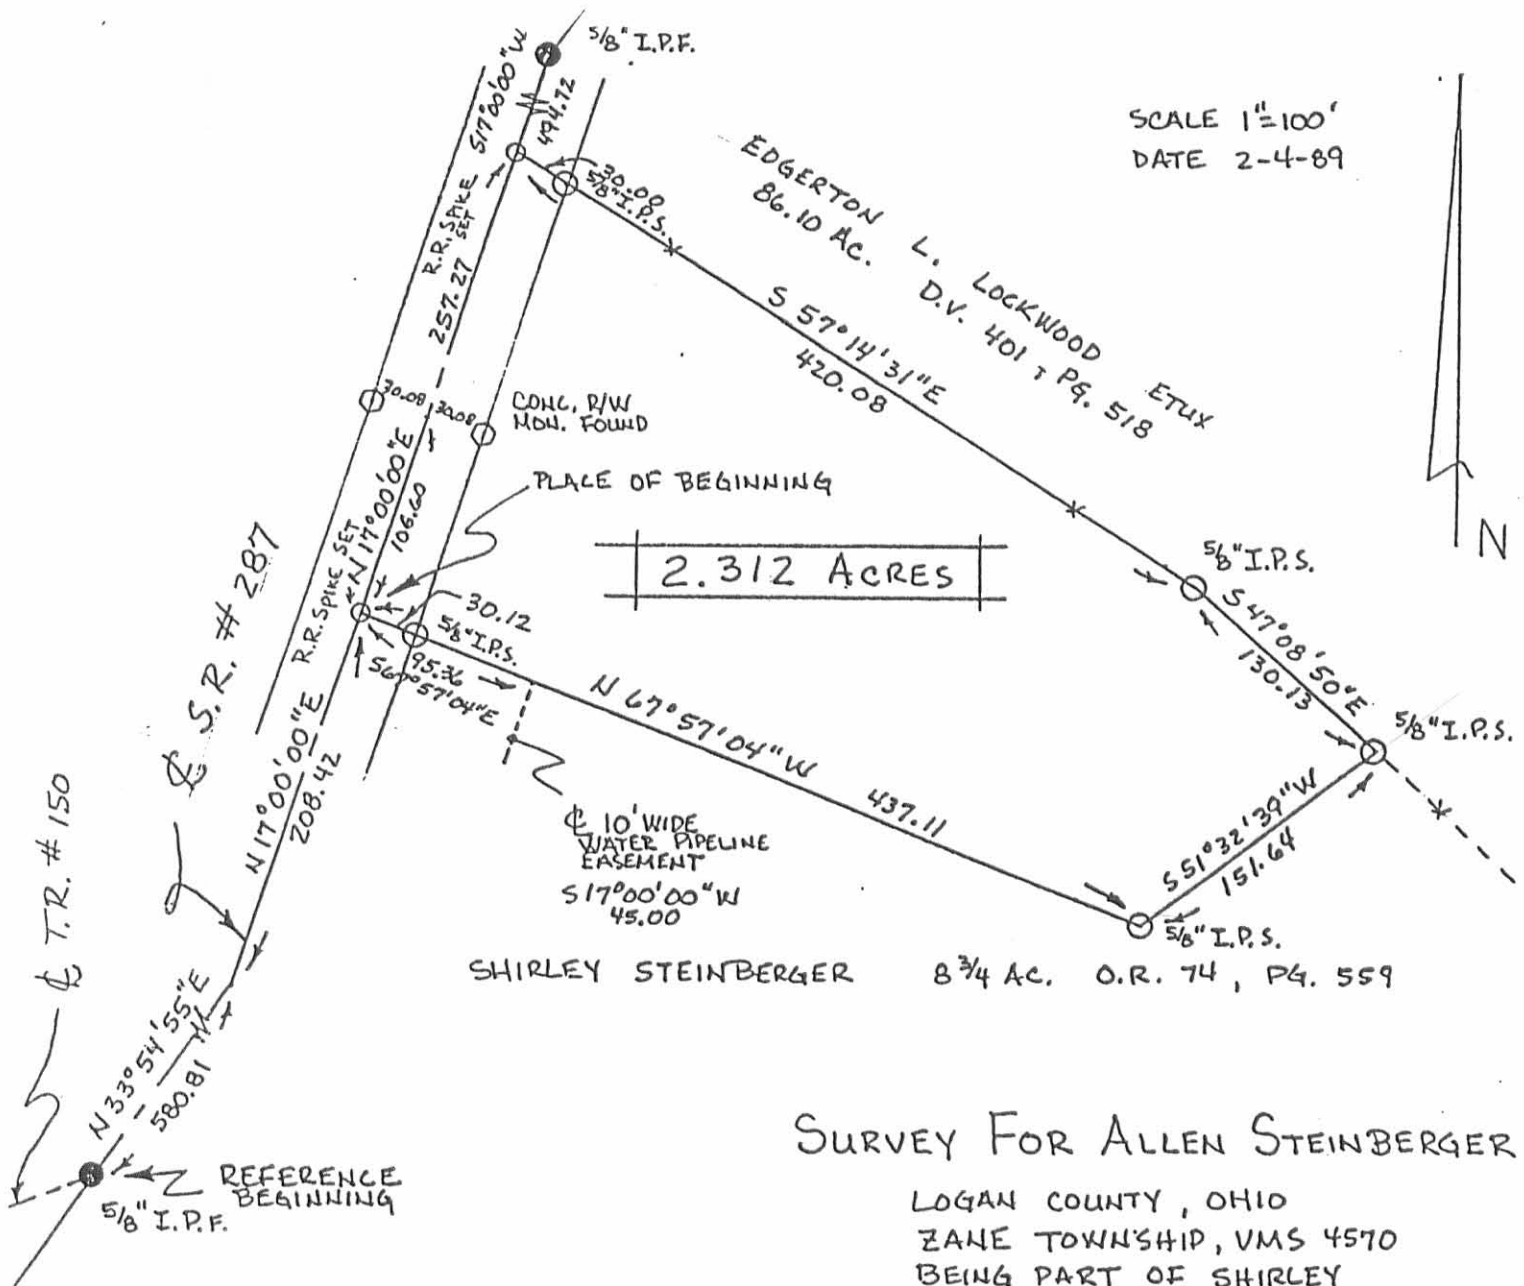 5/8" I.P.F.
S17°00'00"W
494.72
SCALE 1"=100'
DATE 2-4-89
30.09
5/8" I.P.S.
R.R. SPIKE
SET
257.27
EDGERTON L. LOCKWOOD ETUX
86.10 AC. D.V. 401, PG. 518
S 57°14'31"E
420.08
30.08
30.08
CONC. R/W
MON. FOUND
N 17°00'00"E
106.60
PLACE OF BEGINNING
2.312 ACRES
N
5/8" I.P.S.
R.R. SPIKE SET
℄ S.R. # 287
30.12
5/8" I.P.S.
95.36
S67°57'04"E
S 47°08'50"E
130.13
N 67°57'04"W
437.11
5/8" I.P.S.
N 17°00'00"E
208.42
℄ T.R. # 150
℄ 10' WIDE
WATER PIPELINE
EASEMENT
S 17°00'00"W
45.00
S 51°32'39"W
151.64
5/8" I.P.S.
SHIRLEY STEINBERGER 8 3/4 AC. O.R. 74, PG. 559
N 33°54'55"E
580.81
REFERENCE
BEGINNING
5/8" I.P.F.
SURVEY FOR ALLEN STEINBERGER
LOGAN COUNTY, OHIO
ZANE TOWNSHIP, VMS 4570
BEING PART OF SHIRLEY